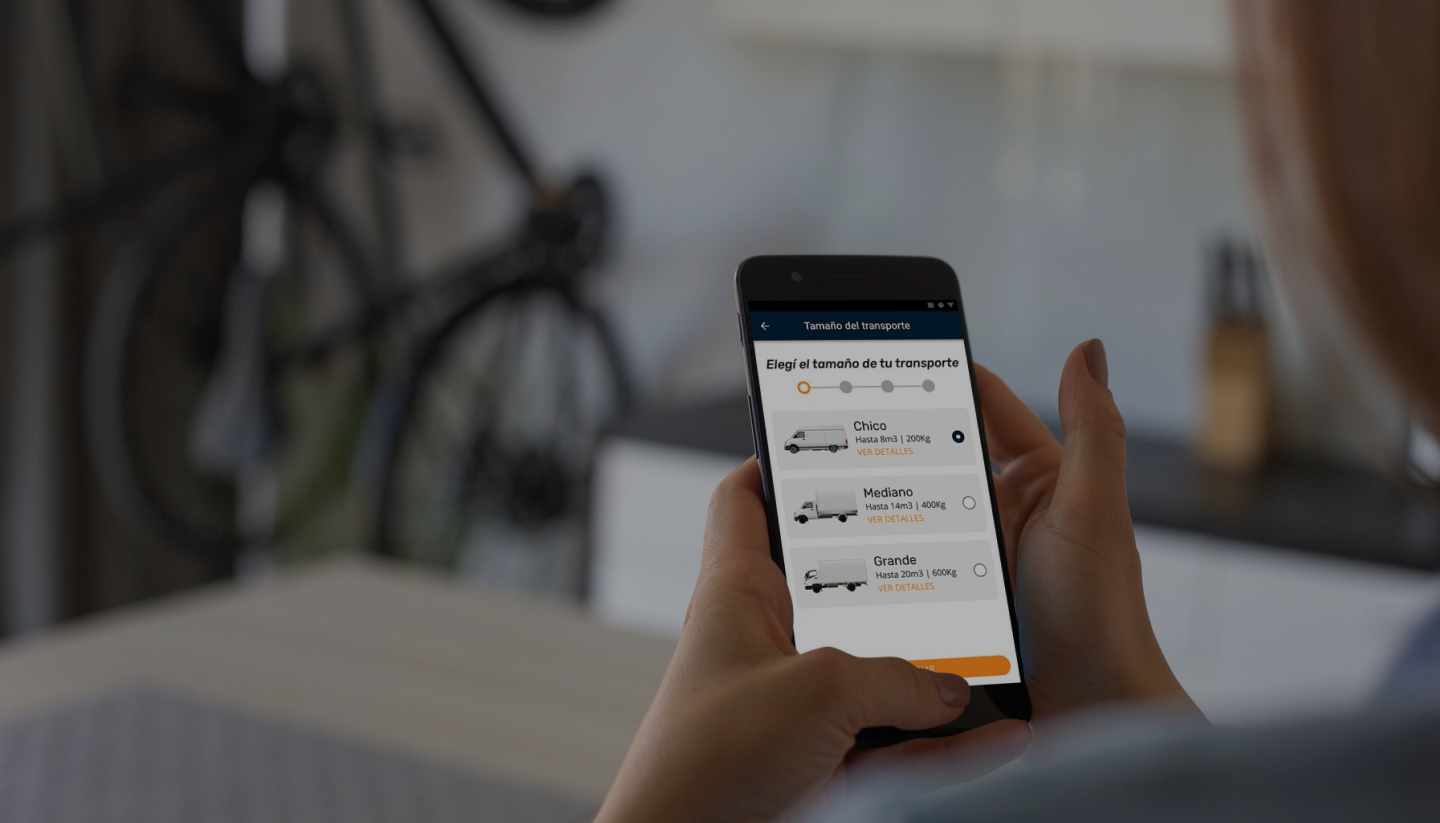 Tamaño del transporte
Elegí el tamaño de tu transporte
Chico
Hasta 8m3 | 200Kg
VER DETALLES
Mediano
Hasta 14m3 | 400Kg
VER DETALLES
Grande
Hasta 20m3 | 600Kg
VER DETALLES